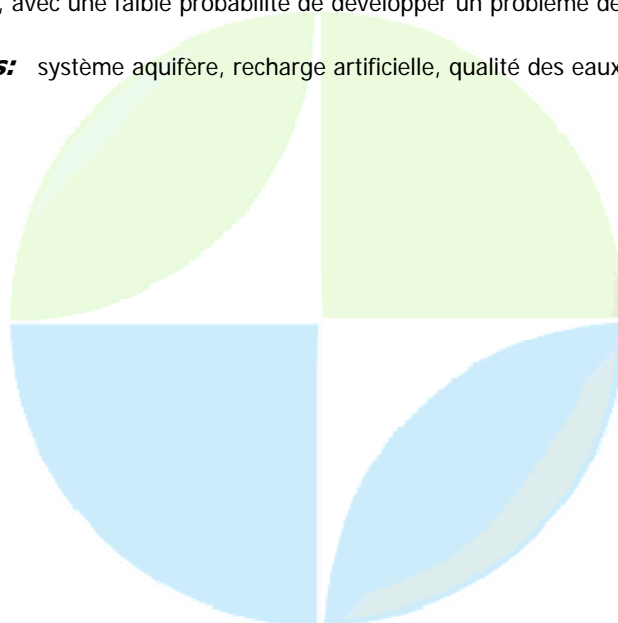 , avec une faible probabilité de développer un problème de
s: système aquifère, recharge artificielle, qualité des eaux